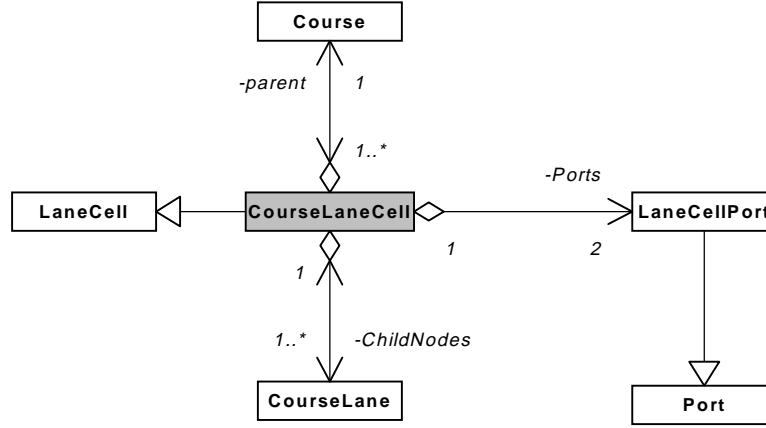 Course
-parent 1
1..*
-Ports
LaneCell CourseLaneCell LaneCellPort
1 2
1
1..* -ChildNodes
CourseLane Port